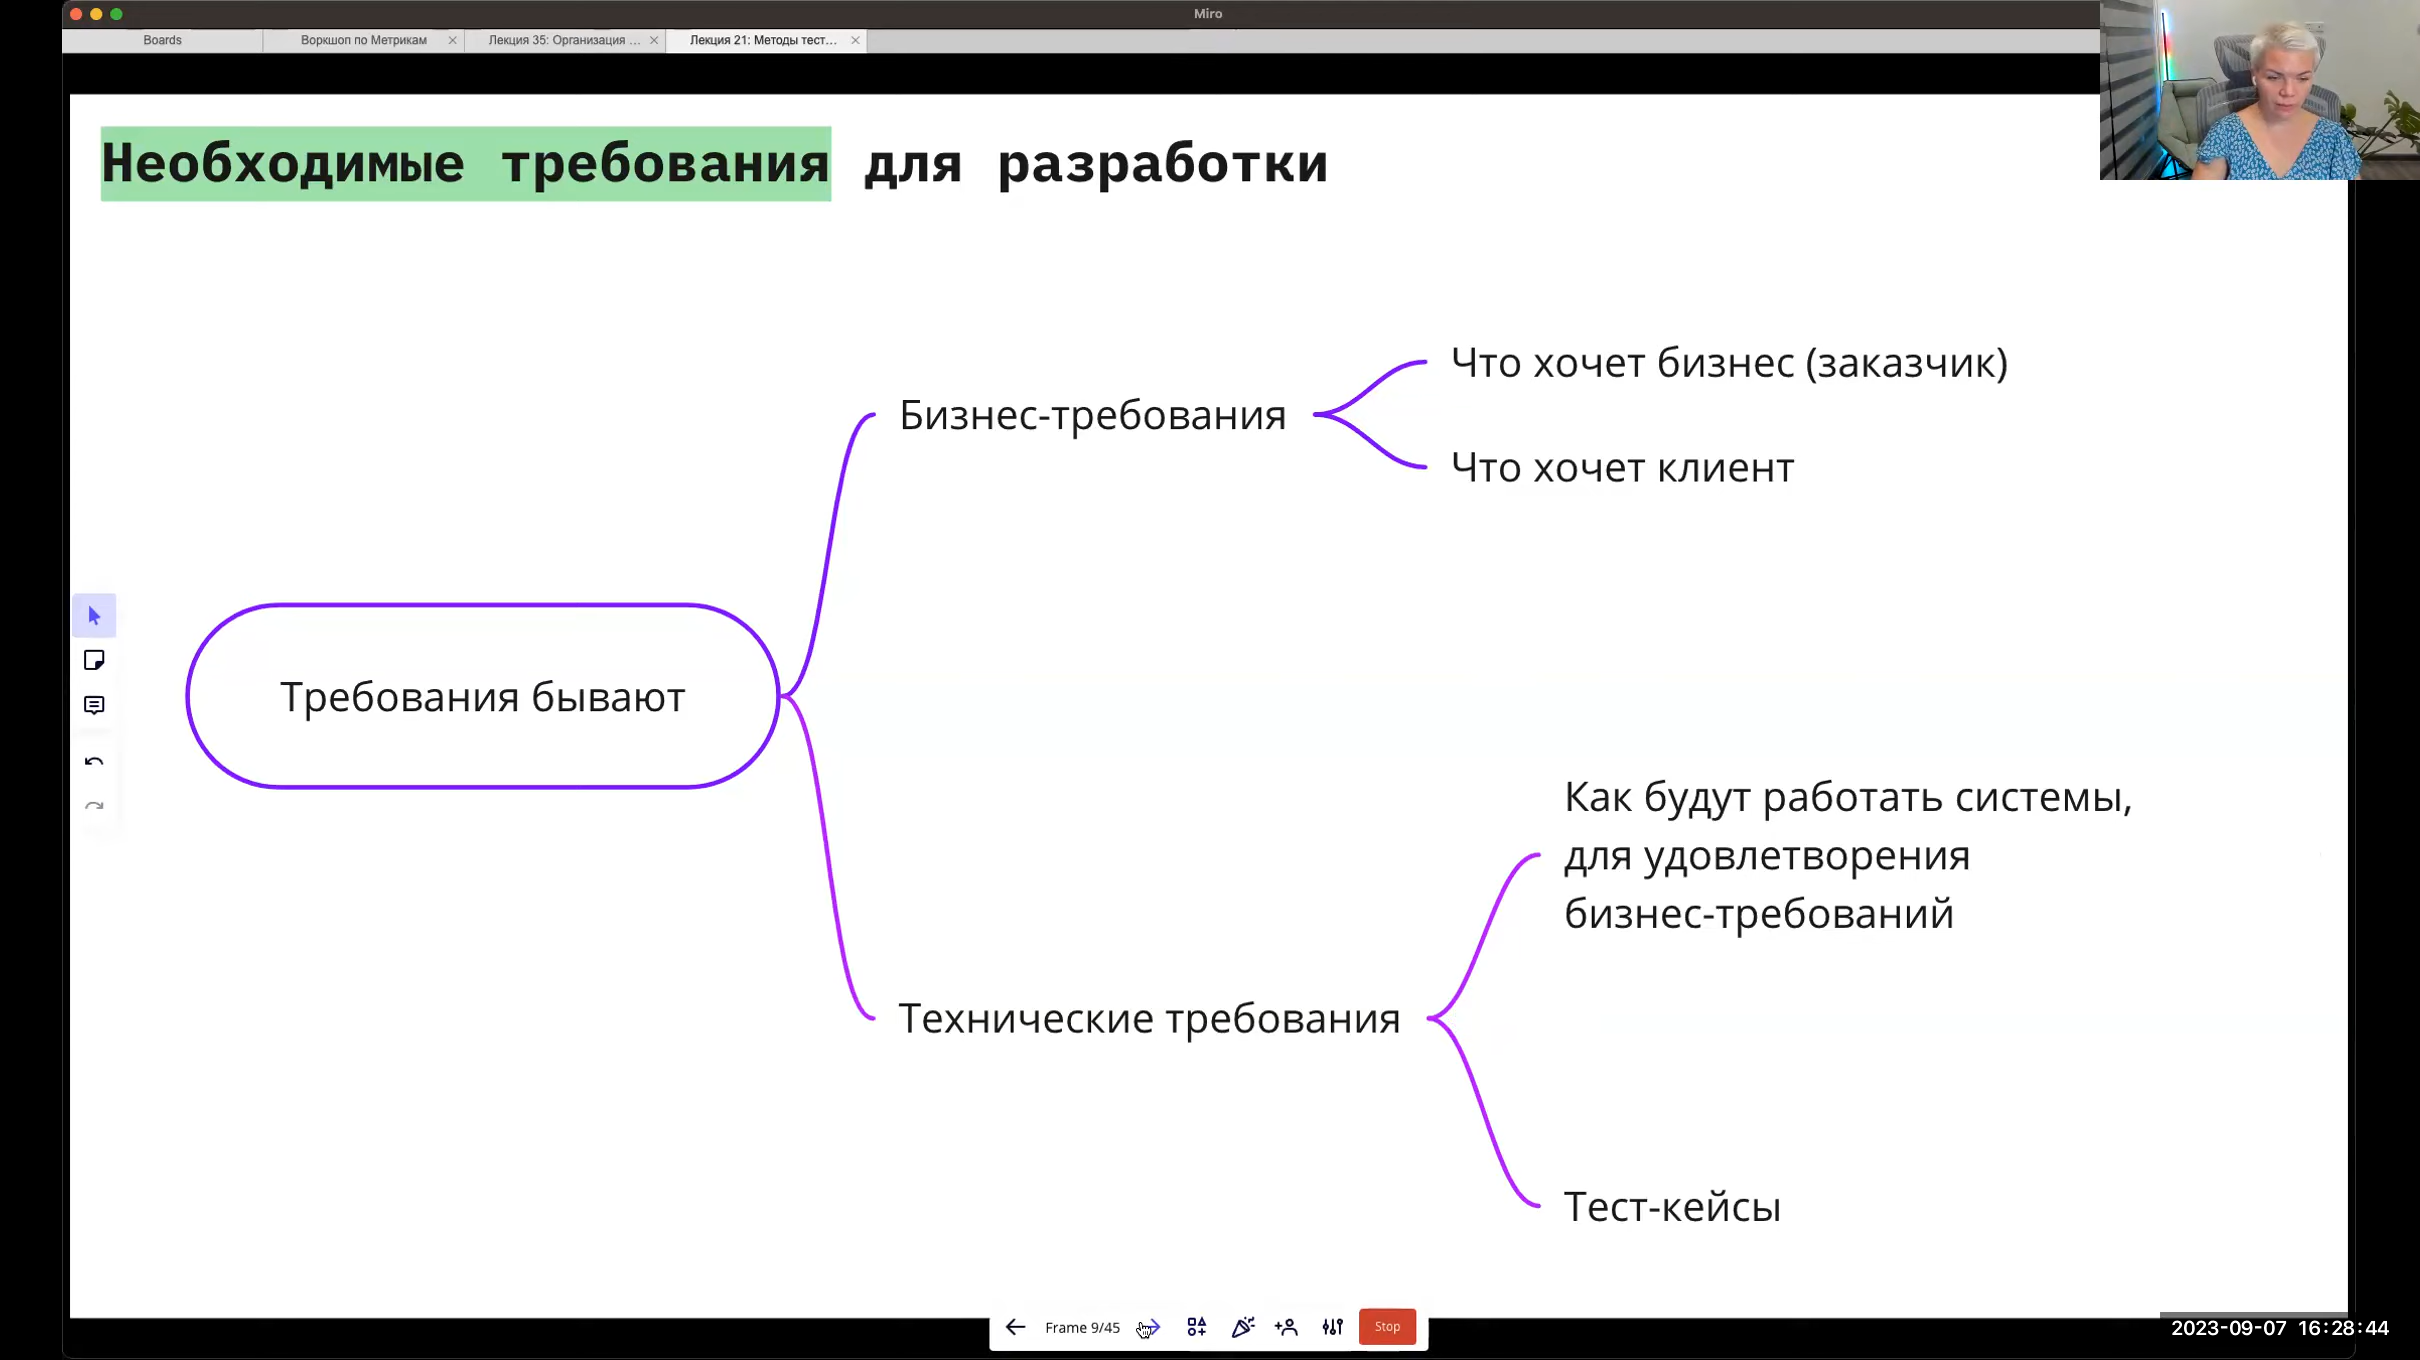 Miro
Boards
Воркшоп по Метрикам
Лекция 35: Организация ...
Лекция 21: Методы тест...
Необходимые требования для разработки
Что хочет бизнес (заказчик)
Бизнес-требования
Что хочет клиент
Требования бывают
Как будут работать системы,
для удовлетворения
бизнес-требований
Технические требования
Тест-кейсы
Frame 9/45
Stop
2023-09-07 16:28:44